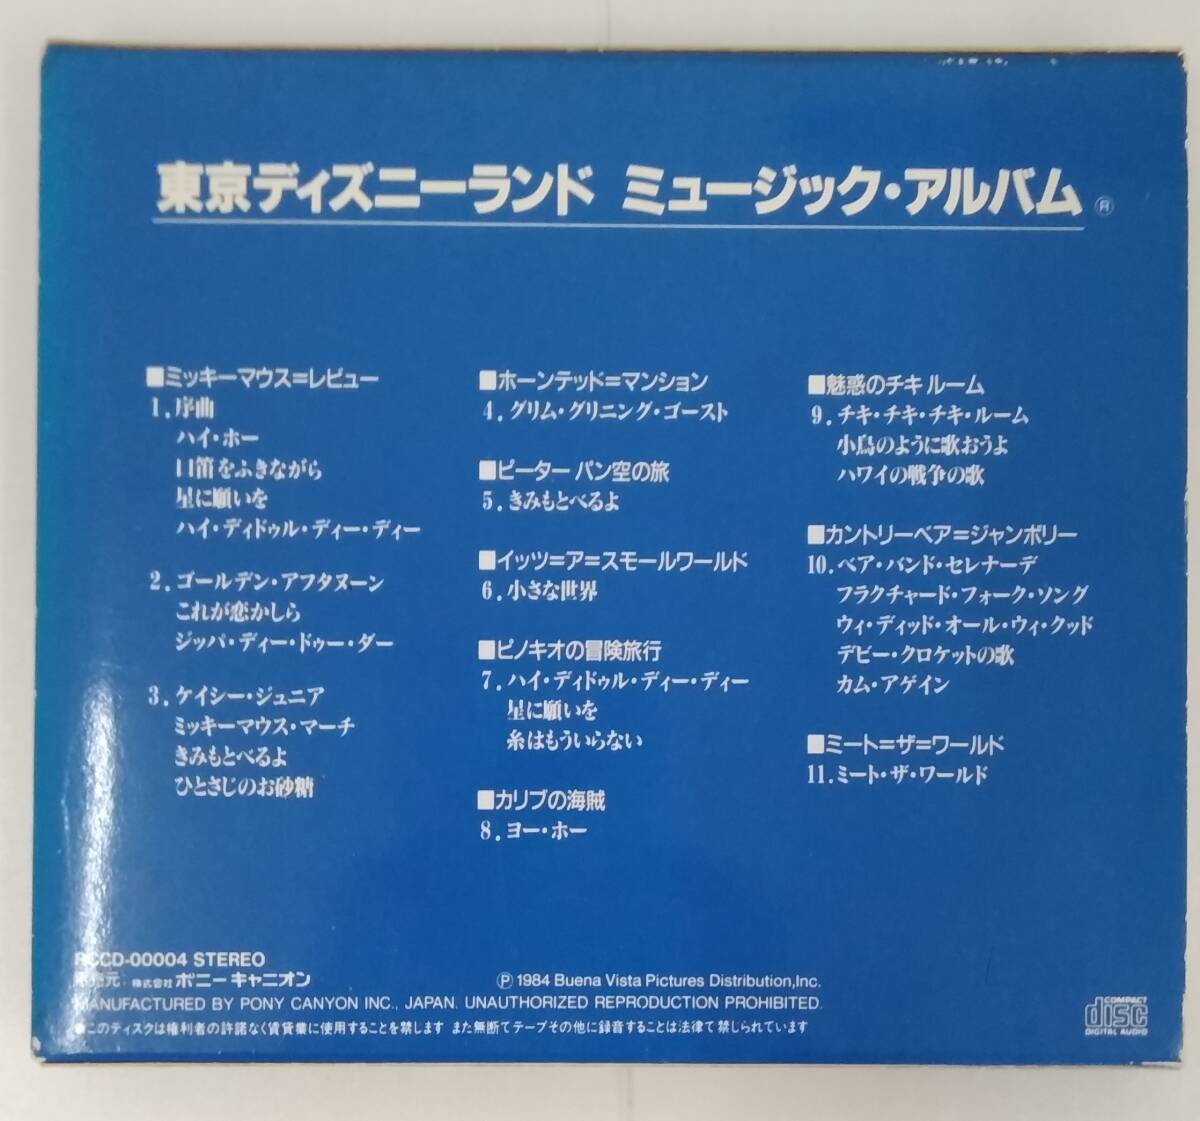 東京ディズニーランド ミュージック・アルバム®
■ミッキーマウス=レビュー
1. 序曲
ハイ・ホー
口笛をふきながら
星に願いを
ハイ・ディドゥル・ディー・ディー
2. ゴールデン・アフタヌーン
これが恋かしら
ジッパ・ディー・ドゥー・ダー
3. ケイシー・ジュニア
ミッキーマウス・マーチ
きみもとべるよ
ひとさじのお砂糖
■ホーンテッド=マンション
4. グリム・グリニング・ゴースト
■ピーター パン空の旅
5. きみもとべるよ
■イッツ=ア=スモールワールド
6. 小さな世界
■ピノキオの冒険旅行
7. ハイ・ディドゥル・ディー・ディー
星に願いを
糸はもういらない
■カリブの海賊
8. ヨー・ホー
■魅惑のチキ ルーム
9. チキ・チキ・チキ・ルーム
小鳥のように歌おうよ
ハワイの戦争の歌
■カントリーベア=ジャンボリー
10. ベア・バンド・セレナーデ
フラクチャード・フォーク・ソング
ウィ・ディッド・オール・ウィ・クッド
デビー・クロケットの歌
カム・アゲイン
■ミート=ザ=ワールド
11. ミート・ザ・ワールド
PCCD-00004 STEREO
発売元: 株式会社 ポニーキャニオン
Ⓟ 1984 Buena Vista Pictures Distribution,Inc.
MANUFACTURED BY PONY CANYON INC., JAPAN. UNAUTHORIZED REPRODUCTION PROHIBITED.
●このディスクは権利者の許諾なく賃貸業に使用することを禁じます また無断でテープその他に録音することは法律で禁じられています
COMPACT
disc
DIGITAL AUDIO